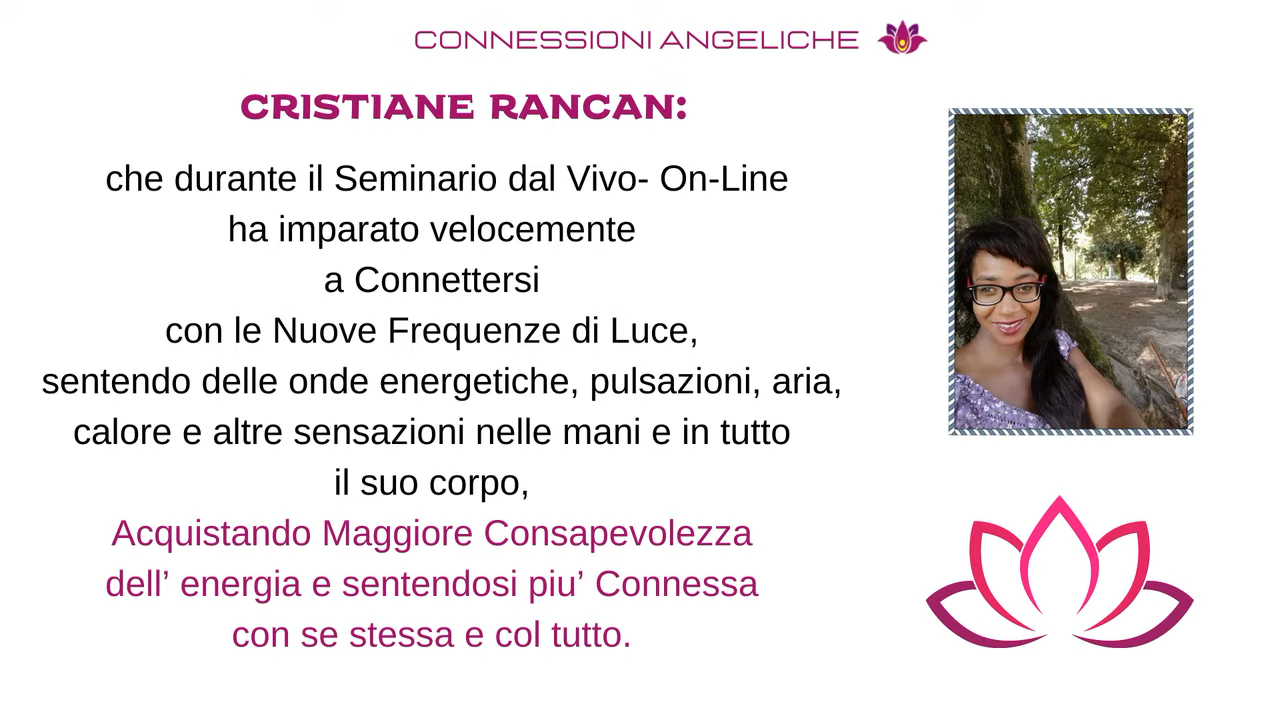 CONNESSIONI ANGELICHE
CRISTIANE RANCAN:
che durante il Seminario dal Vivo- On-Line
ha imparato velocemente
a Connettersi
con le Nuove Frequenze di Luce,
sentendo delle onde energetiche, pulsazioni, aria,
calore e altre sensazioni nelle mani e in tutto
il suo corpo,
Acquistando Maggiore Consapevolezza
dell’ energia e sentendosi piu’ Connessa
con se stessa e col tutto.